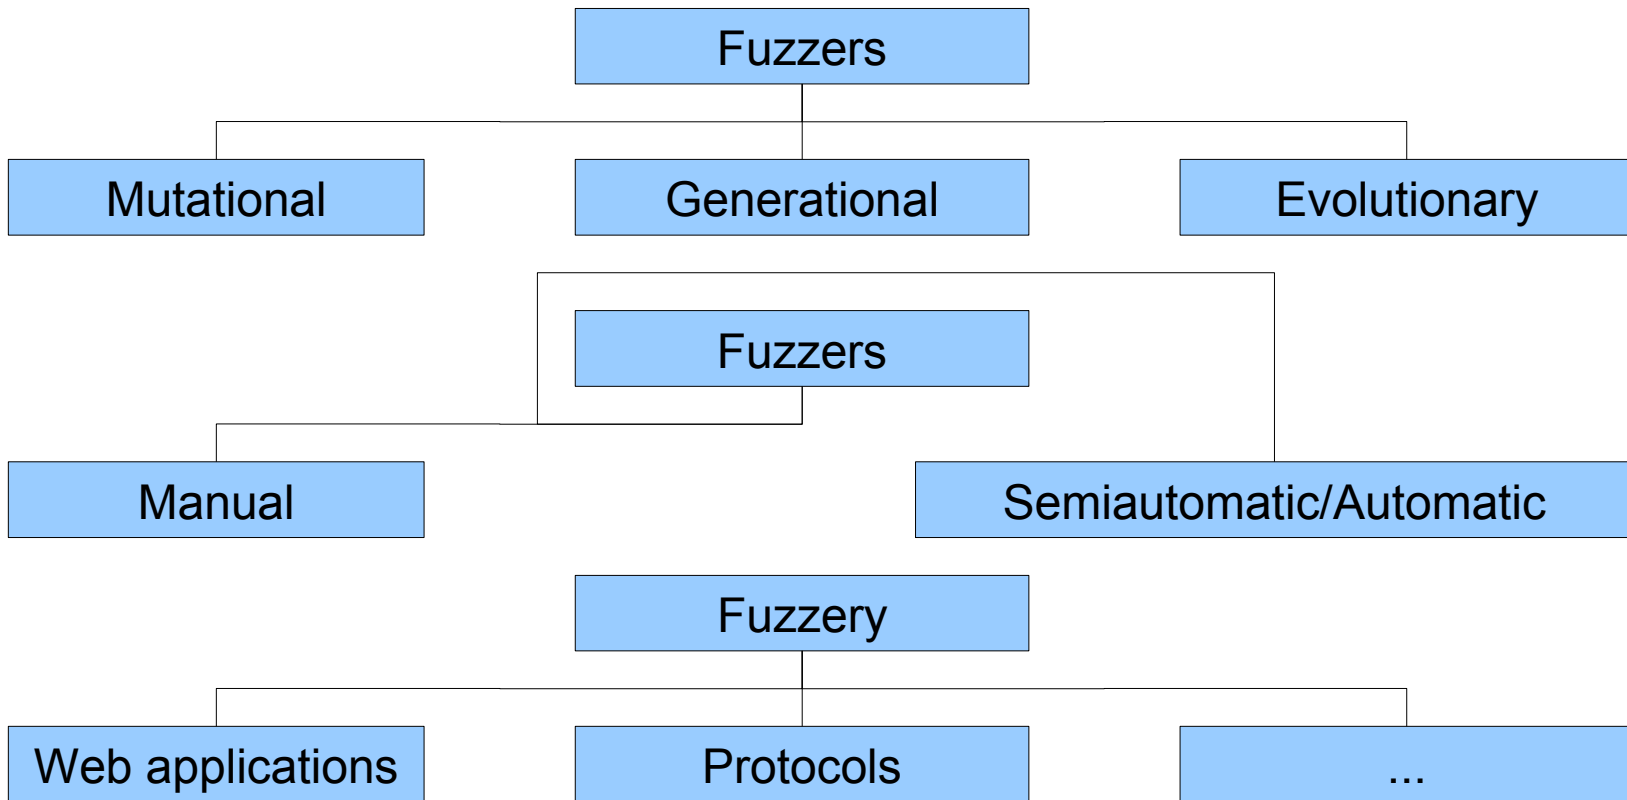 Fuzzers
Mutational
Generational
Evolutionary
Fuzzers
Manual
Semiautomatic/Automatic
Fuzzery
Web applications
Protocols
...